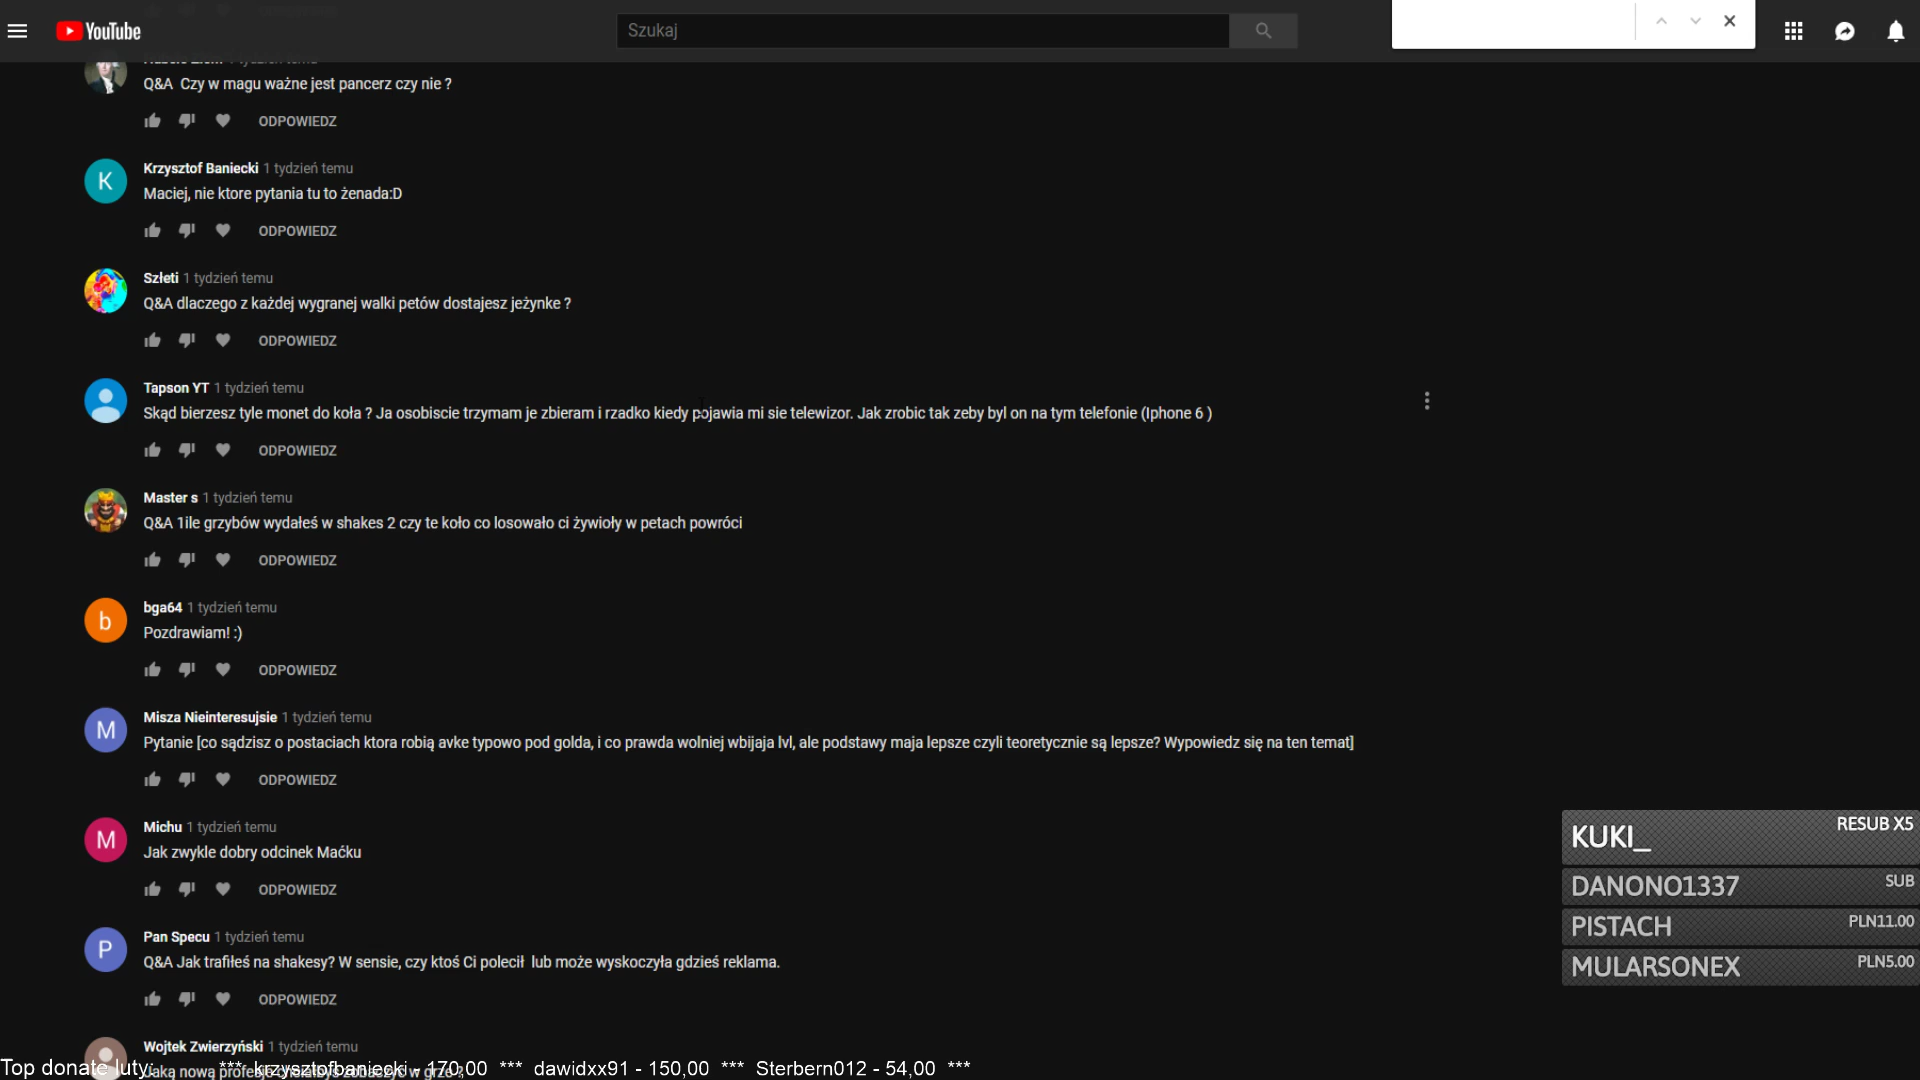 YouTube
Szukaj
Q&A Czy w magu ważne jest pancerz czy nie ?
ODPOWIEDZ
K
Krzysztof Baniecki 1 tydzień temu
Maciej, nie ktore pytania tu to żenada:D
ODPOWIEDZ
Szłeti 1 tydzień temu
Q&A dlaczego z każdej wygranej walki petów dostajesz jeżynke ?
ODPOWIEDZ
Tapson YT 1 tydzień temu
Skąd bierzesz tyle monet do koła ? Ja osobiscie trzymam je zbieram i rzadko kiedy pojawia mi sie telewizor. Jak zrobic tak zeby byl on na tym telefonie (Iphone 6 )
ODPOWIEDZ
Master s 1 tydzień temu
Q&A 1ile grzybów wydałeś w shakes 2 czy te koło co losowało ci żywioły w petach powróci
ODPOWIEDZ
b
bga64 1 tydzień temu
Pozdrawiam! :)
ODPOWIEDZ
M
Misza Nieinteresujsie 1 tydzień temu
Pytanie [co sądzisz o postaciach ktora robią avke typowo pod golda, i co prawda wolniej wbijaja lvl, ale podstawy maja lepsze czyli teoretycznie są lepsze? Wypowiedz się na ten temat]
ODPOWIEDZ
M
Michu 1 tydzień temu
Jak zwykle dobry odcinek Maćku
ODPOWIEDZ
P
Pan Specu 1 tydzień temu
Q&A Jak trafiłeś na shakesy? W sensie, czy ktoś Ci polecił lub może wyskoczyła gdzieś reklama.
ODPOWIEDZ
Wojtek Zwierzyński 1 tydzień temu
Jaką nową profesje chciałbyś zobaczyć w grze ?
Top donate luty: *** krzysztofbaniecki - 170,00 *** dawidxx91 - 150,00 *** Sterbern012 - 54,00 ***
KUKI_ RESUB X5
DANONO1337 SUB
PISTACH PLN11.00
MULARSONEX PLN5.00